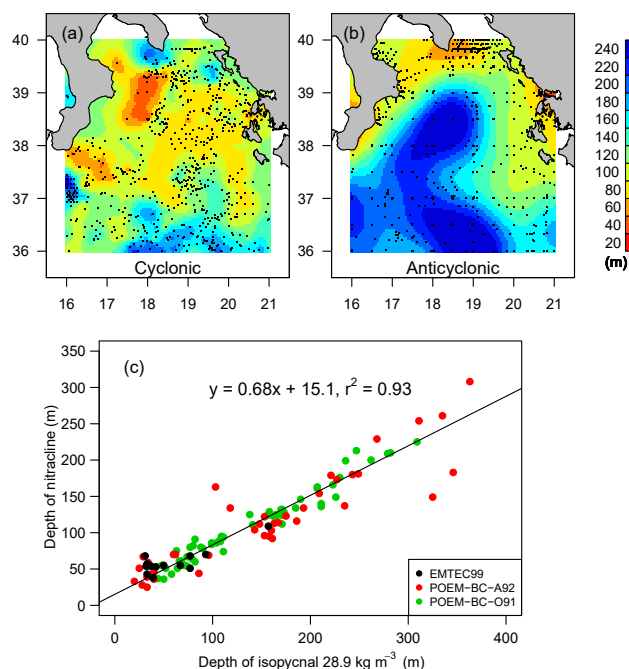 (a)
(b)
40
39
38
37
36
40
39
38
37
36
Cyclonic
Anticyclonic
16 17 18 19 20 21
16 17 18 19 20 21
240
220
200
180
160
140
120
100
80
60
40
20
(m)
(c)
y = 0.68x + 15.1, r² = 0.93
Depth of nitracline (m)
350
300
250
200
150
100
50
0
EMTEC99
POEM−BC−A92
POEM−BC−O91
0 100 200 300 400
Depth of isopycnal 28.9 kg m⁻³ (m)